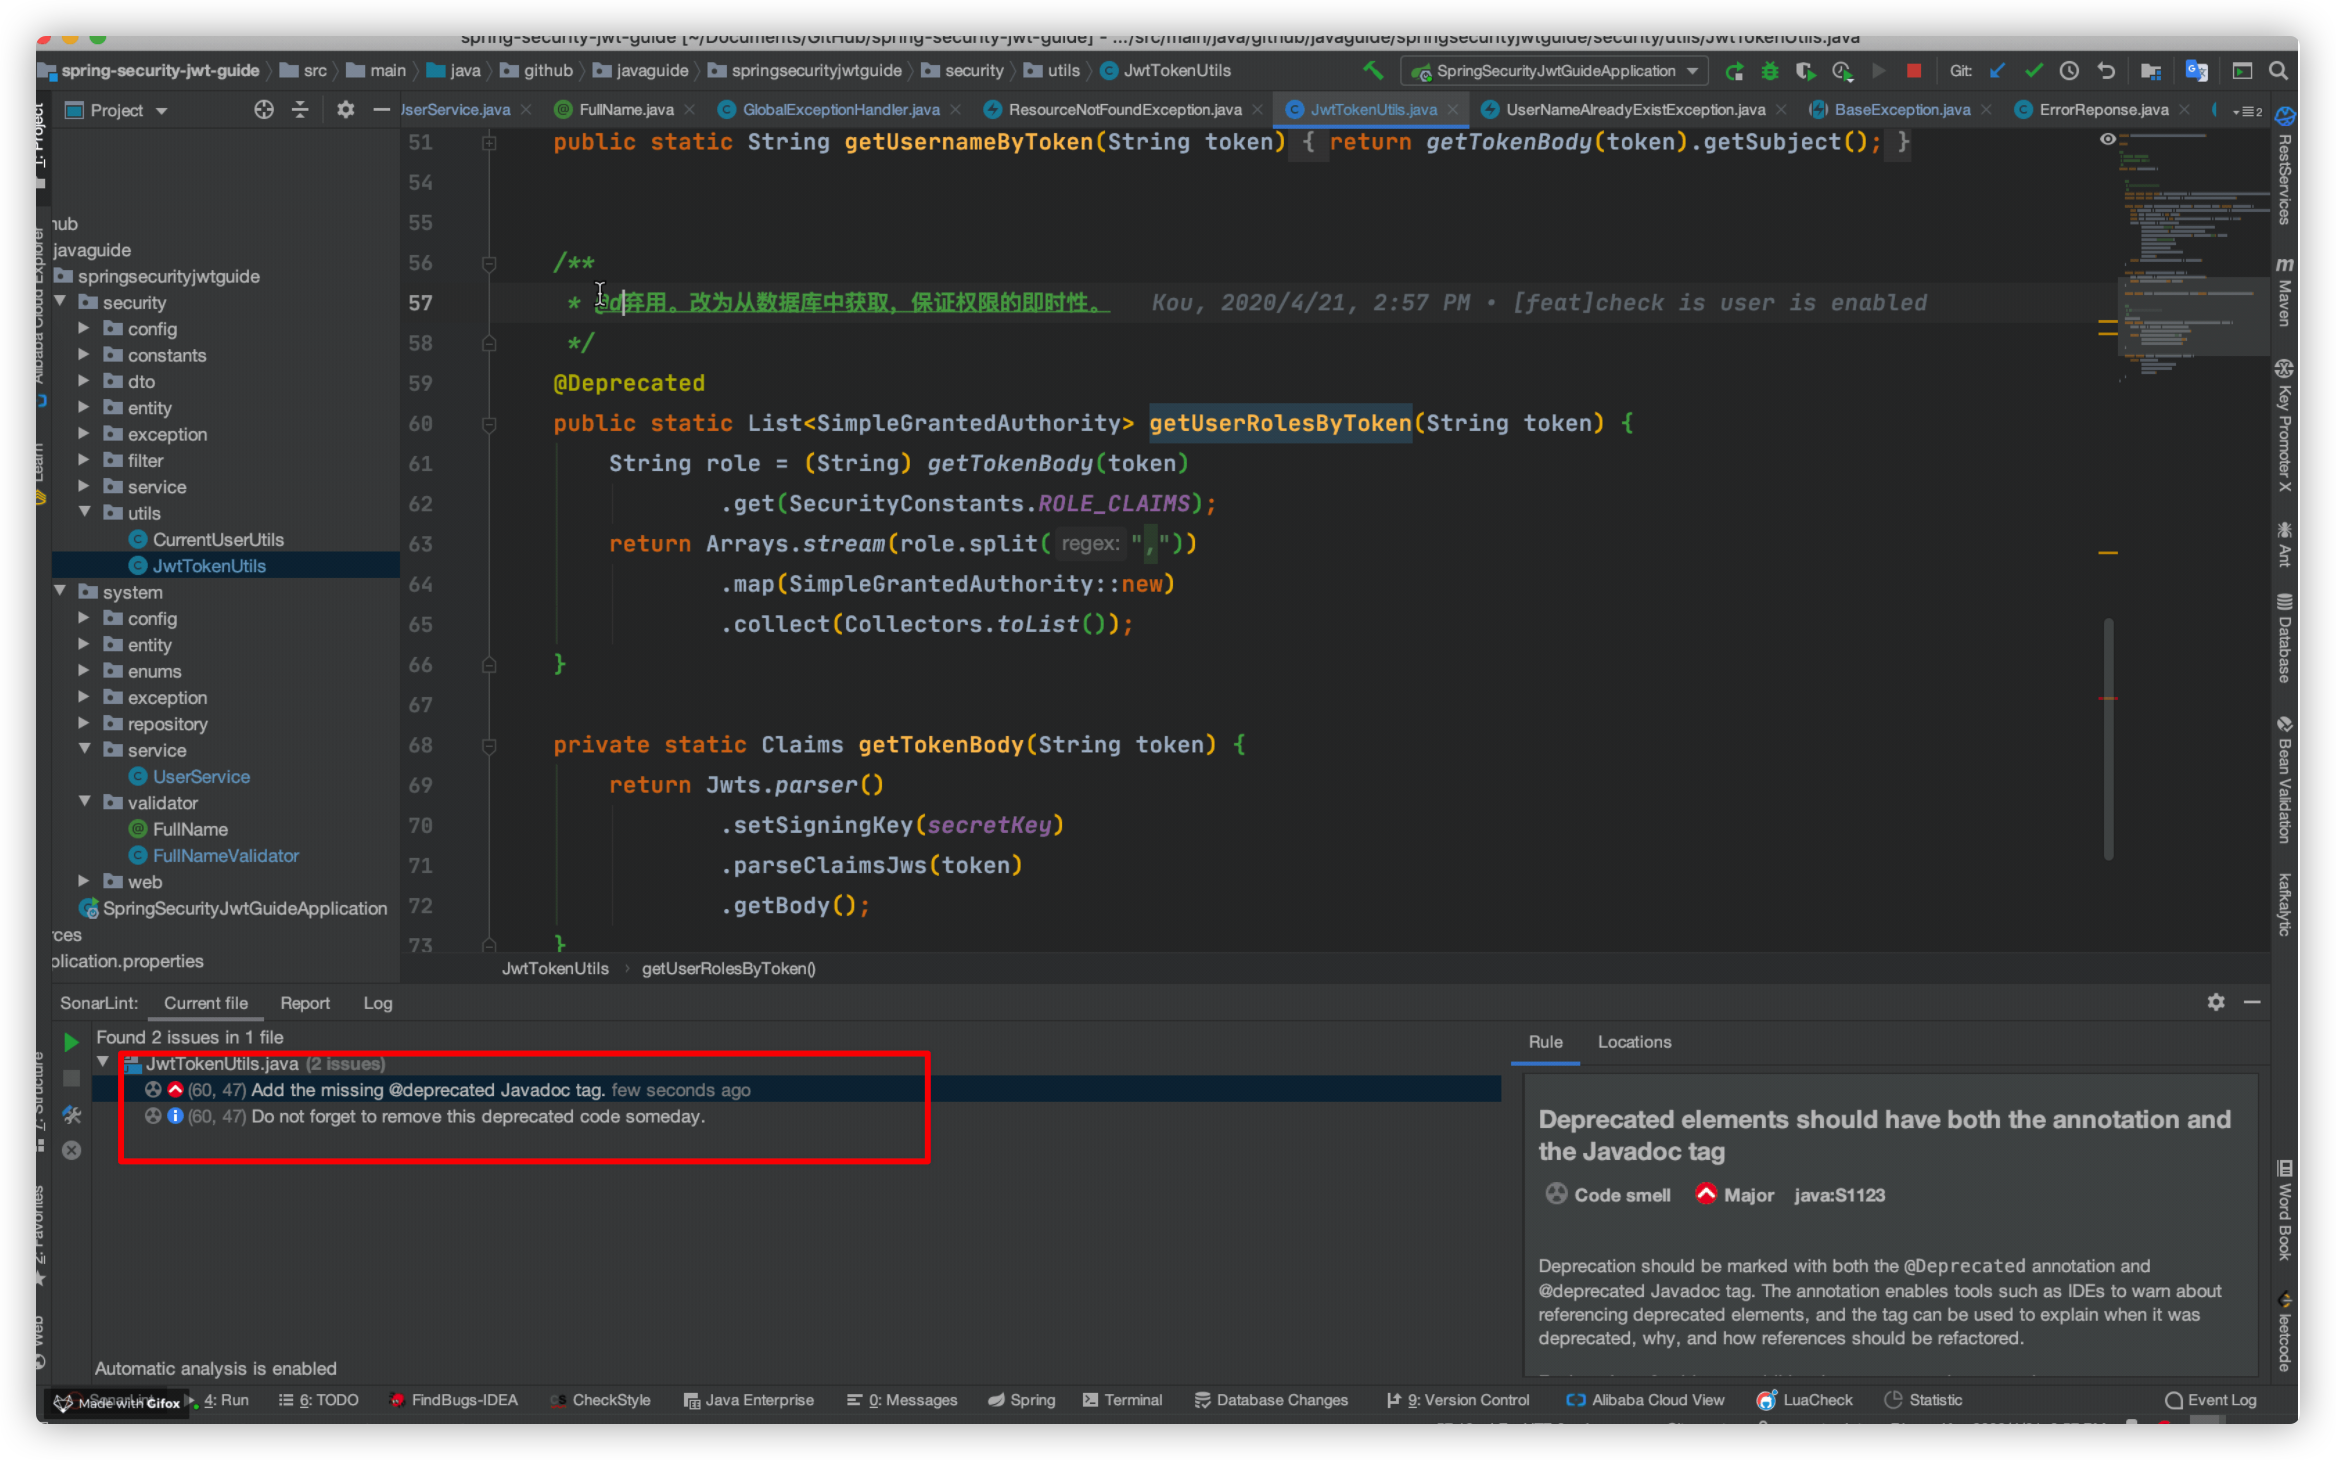 spring-security-jwt-guide [~/Documents/GitHub/spring-security-jwt-guide] - .../src/main/java/github/javaguide/springsecurityjwtguide/security/utils/JwtTokenUtils.java
spring-security-jwt-guide src main java github javaguide springsecurityjwtguide security utils JwtTokenUtils SpringSecurityJwtGuideApplication Git:
Project JserService.java FullName.java GlobalExceptionHandler.java ResourceNotFoundException.java JwtTokenUtils.java UserNameAlreadyExistException.java BaseException.java ErrorReponse.java 2
1: Project
Alibaba Cloud Explorer
Learn
7: Structure
2: Favorites
Web
hub
javaguide
springsecurityjwtguide
security
config
constants
dto
entity
exception
filter
service
utils
CurrentUserUtils
JwtTokenUtils
system
config
entity
enums
exception
repository
service
UserService
validator
FullName
FullNameValidator
web
SpringSecurityJwtGuideApplication
rces
plication.properties
51 public static String getUsernameByToken(String token) { return getTokenBody(token).getSubject(); }
54
55
56 /**
57 * @d弃用。改为从数据库中获取，保证权限的即时性。 Kou, 2020/4/21, 2:57 PM • [feat]check is user is enabled
58 */
59 @Deprecated
60 public static List<SimpleGrantedAuthority> getUserRolesByToken(String token) {
61 String role = (String) getTokenBody(token)
62 .get(SecurityConstants.ROLE_CLAIMS);
63 return Arrays.stream(role.split( regex: ","))
64 .map(SimpleGrantedAuthority::new)
65 .collect(Collectors.toList());
66 }
67
68 private static Claims getTokenBody(String token) {
69 return Jwts.parser()
70 .setSigningKey(secretKey)
71 .parseClaimsJws(token)
72 .getBody();
73 }
JwtTokenUtils getUserRolesByToken()
RestServices
Maven
Key Promoter X
Ant
Database
Bean Validation
kafkalytic
Word Book
leetcode
SonarLint: Current file Report Log
Found 2 issues in 1 file
JwtTokenUtils.java (2 issues)
(60, 47) Add the missing @deprecated Javadoc tag. few seconds ago
(60, 47) Do not forget to remove this deprecated code someday.
Automatic analysis is enabled
Rule Locations
Deprecated elements should have both the annotation and
the Javadoc tag
Code smell Major java:S1123
Deprecation should be marked with both the @Deprecated annotation and
@deprecated Javadoc tag. The annotation enables tools such as IDEs to warn about
referencing deprecated elements, and the tag can be used to explain when it was
deprecated, why, and how references should be refactored.
Made with Gifox 4: Run 6: TODO FindBugs-IDEA CheckStyle Java Enterprise 0: Messages Spring Terminal Database Changes 9: Version Control Alibaba Cloud View LuaCheck Statistic Event Log